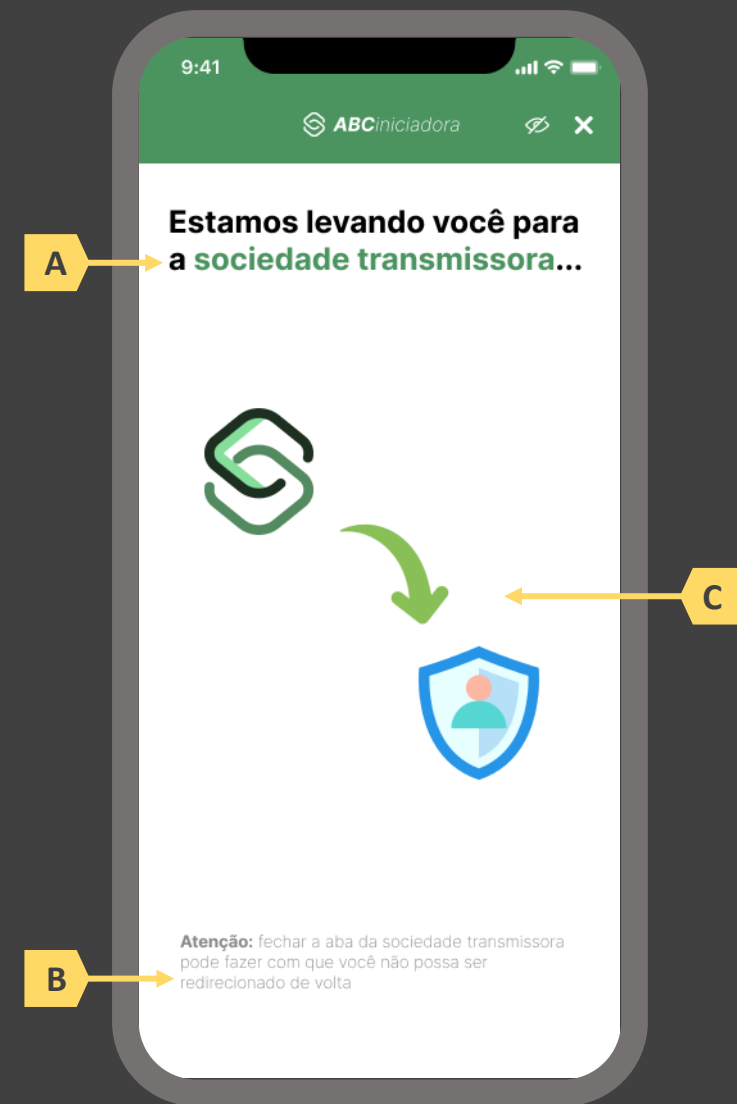 9:41
ABCiniciadora
Estamos levando você para
a sociedade transmissora...
A
C
Atenção: fechar a aba da sociedade transmissora
pode fazer com que você não possa ser
redirecionado de volta
B